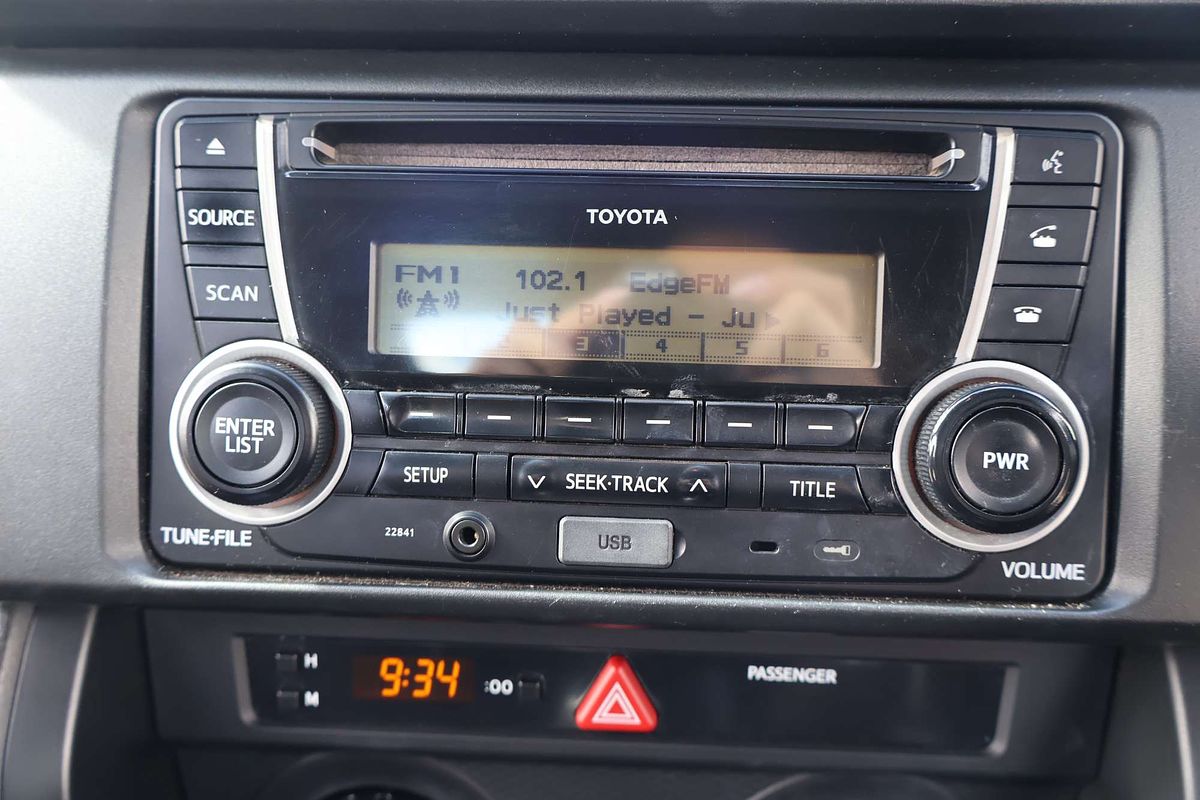 TOYOTA
SOURCE
SCAN
FM1 102.1 EdgeFM
Just Played - Ju
3 4 5 6
ENTER
LIST
PWR
SETUP
SEEK·TRACK
TITLE
TUNE·FILE
22841
USB
VOLUME
H
9:34
:00
PASSENGER
M